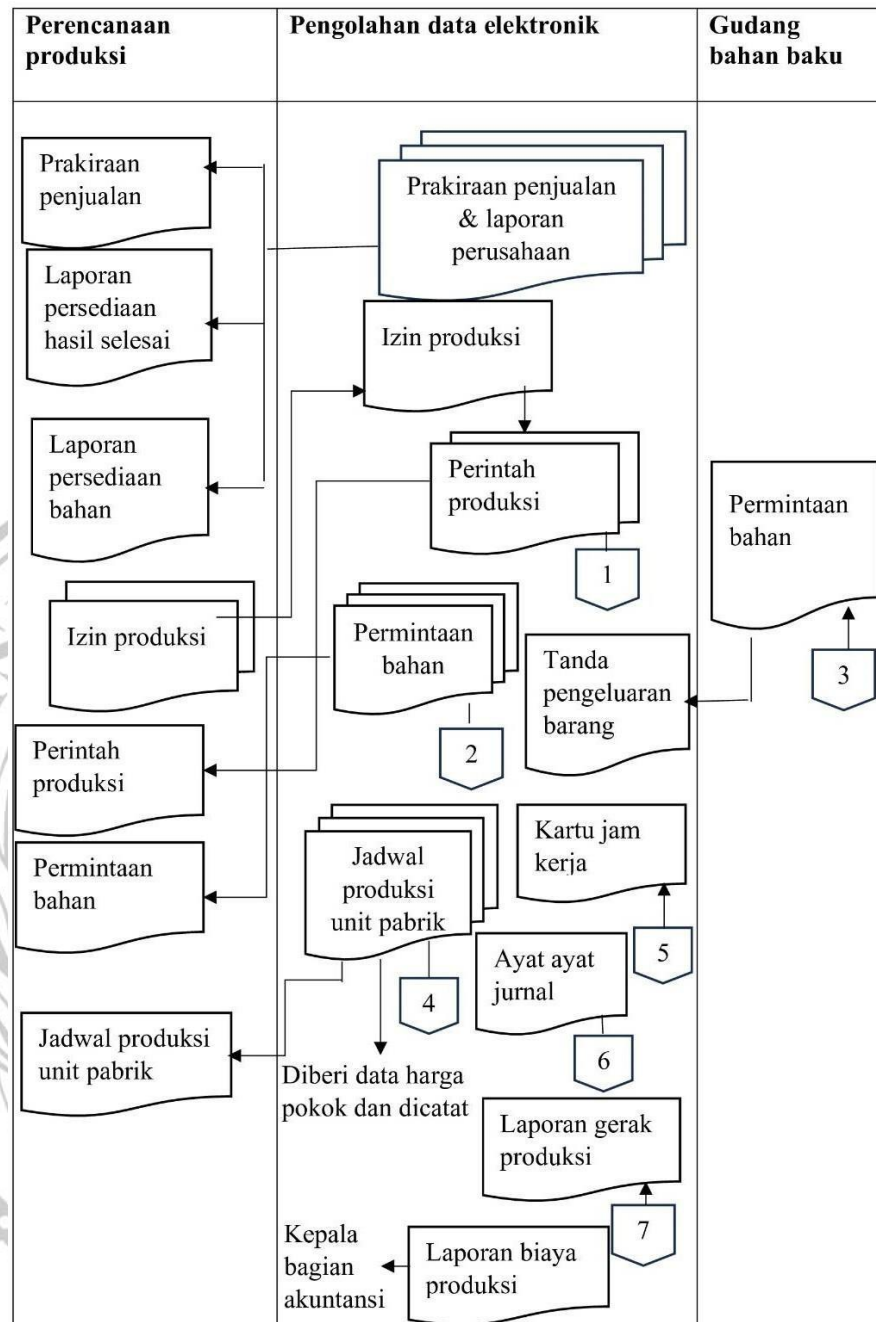 Perencanaan
produksi
Pengolahan data elektronik
Gudang
bahan baku
Prakiraan
penjualan
Laporan
persediaan
hasil selesai
Laporan
persediaan
bahan
Izin produksi
Perintah
produksi
Permintaan
bahan
Jadwal produksi
unit pabrik
Prakiraan penjualan
& laporan
perusahaan
Izin produksi
Perintah
produksi
1
Permintaan
bahan
2
Tanda
pengeluaran
barang
Jadwal
produksi
unit pabrik
4
Kartu jam
kerja
5
Ayat ayat
jurnal
6
Diberi data harga
pokok dan dicatat
Laporan gerak
produksi
7
Kepala
bagian
akuntansi
Laporan biaya
produksi
Permintaan
bahan
3